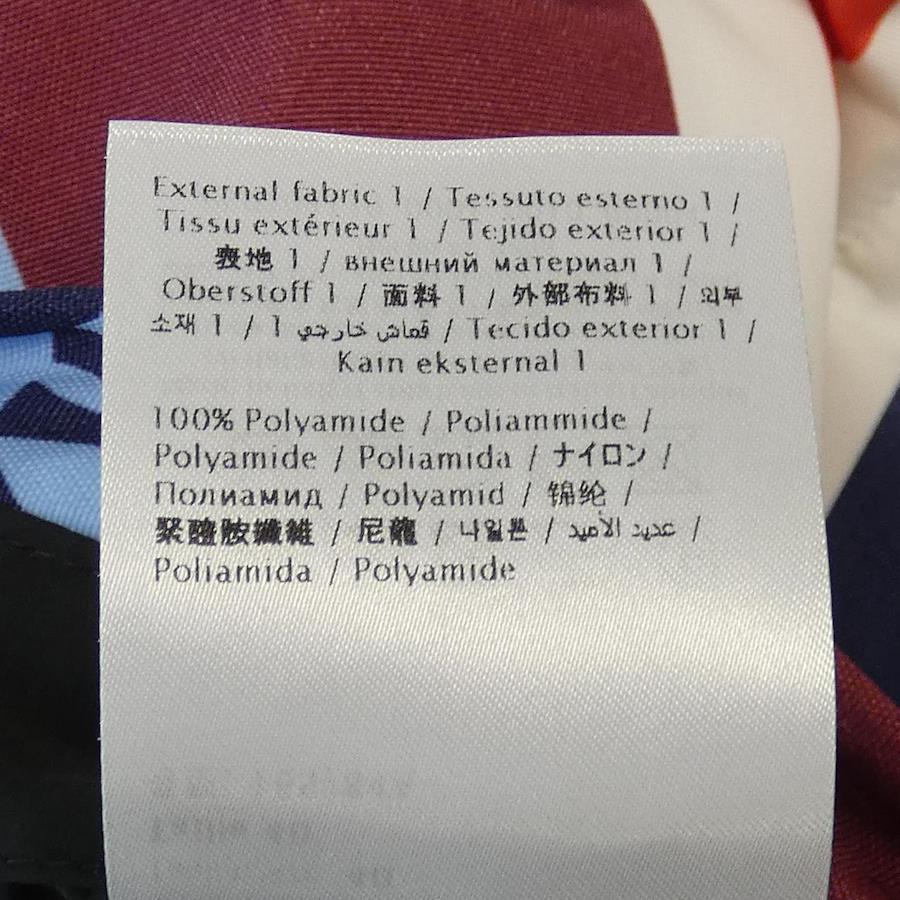 External fabric 1 / Tessuto esterno 1 /
Tissu extérieur 1 / Tejido exterior 1 /
表地 1 / внешний материал 1 /
Oberstoff 1 / 面料 1 / 外部布料 1 / 외부
소재 1 / قماش خارجي 1 / Tecido exterior 1 /
Kain eksternal 1
100% Polyamide / Poliammide /
Polyamide / Poliamida / ナイロン /
Полиамид / Polyamid / 锦纶 /
聚醯胺纖維 / 尼龍 / 나일론 / عديد الأميد /
Poliamida / Polyamide